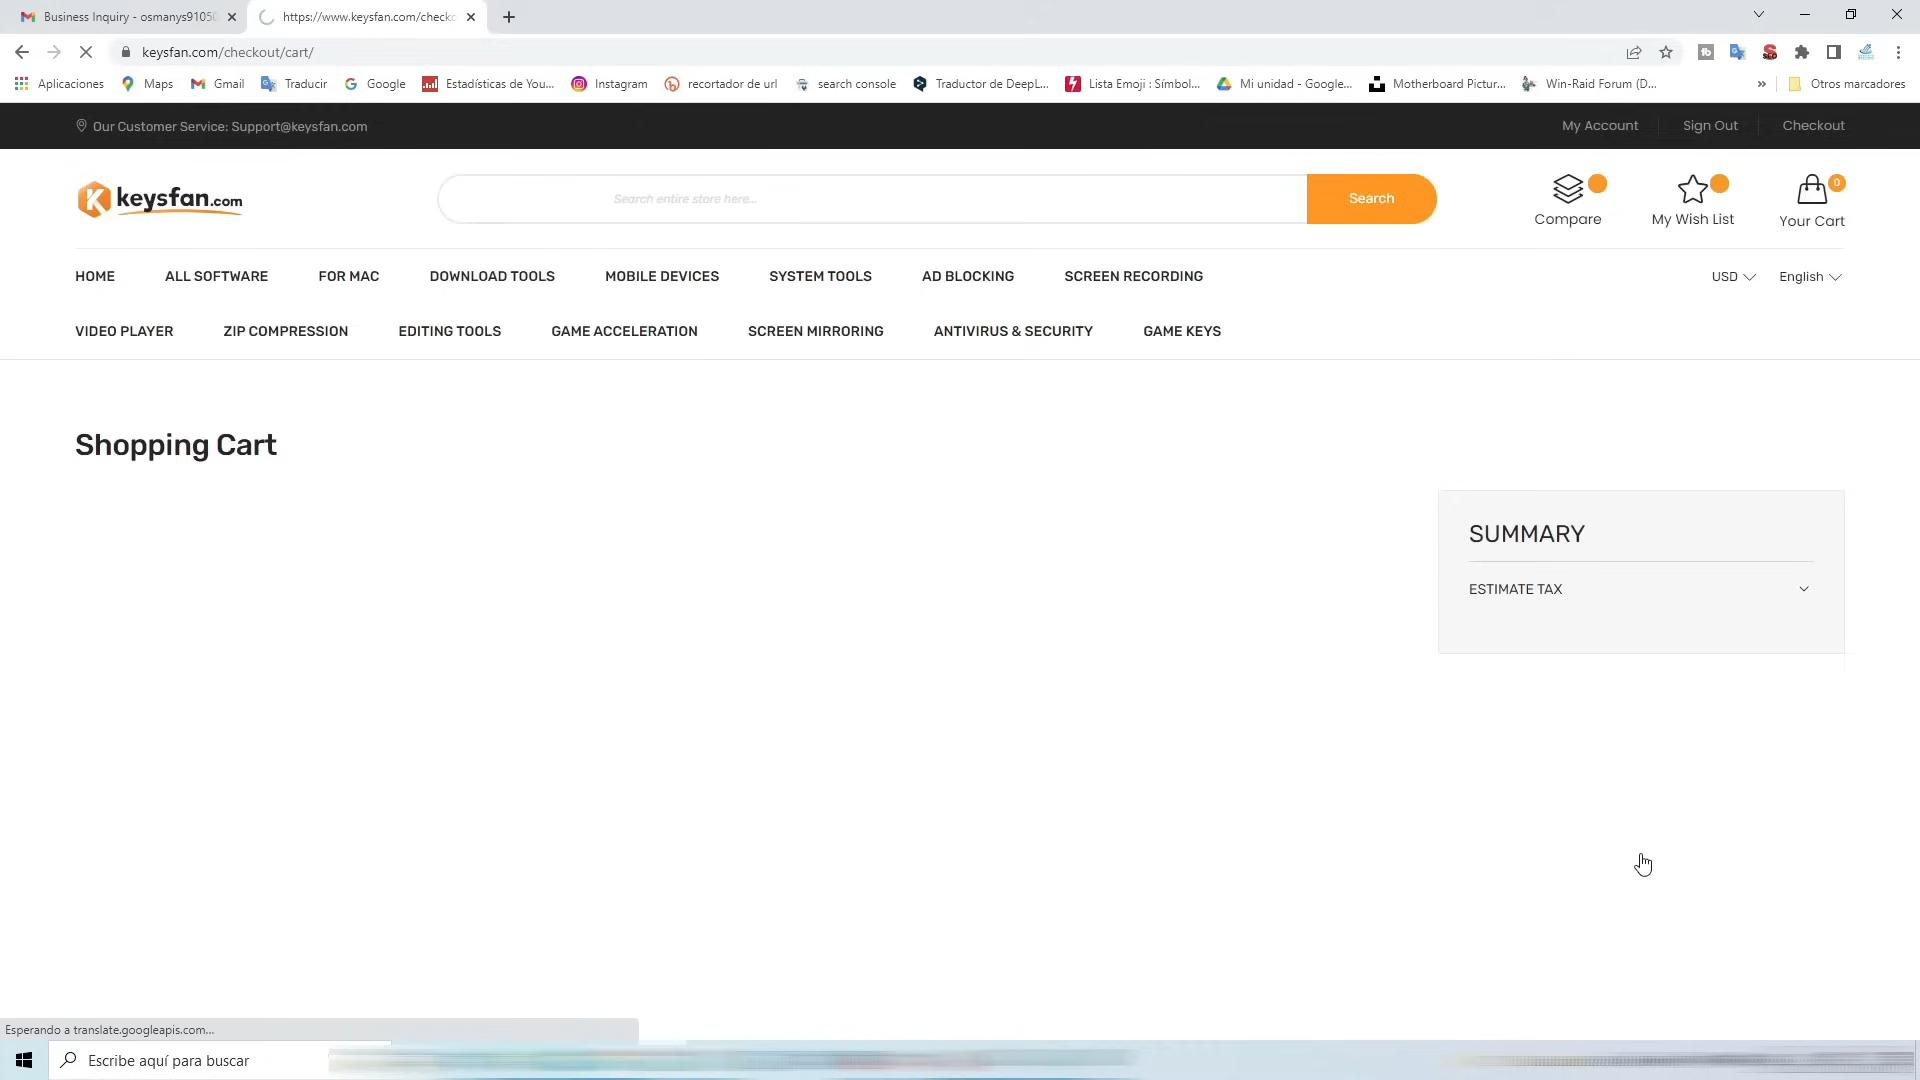 Business Inquiry - osmanys9105
https://www.keysfan.com/checko
keysfan.com/checkout/cart/
Aplicaciones Maps Gmail Traducir Google Estadísticas de You... Instagram recortador de url search console Traductor de DeepL... Lista Emoji : Símbol... Mi unidad - Google... Motherboard Pictur... Win-Raid Forum (D... » Otros marcadores
Our Customer Service: Support@keysfan.com
My Account Sign Out Checkout
keysfan.com
Search entire store here...
Search
Compare
My Wish List
0
Your Cart
HOME ALL SOFTWARE FOR MAC DOWNLOAD TOOLS MOBILE DEVICES SYSTEM TOOLS AD BLOCKING SCREEN RECORDING
USD English
VIDEO PLAYER ZIP COMPRESSION EDITING TOOLS GAME ACCELERATION SCREEN MIRRORING ANTIVIRUS & SECURITY GAME KEYS
Shopping Cart
SUMMARY
ESTIMATE TAX
Esperando a translate.googleapis.com...
Escribe aquí para buscar